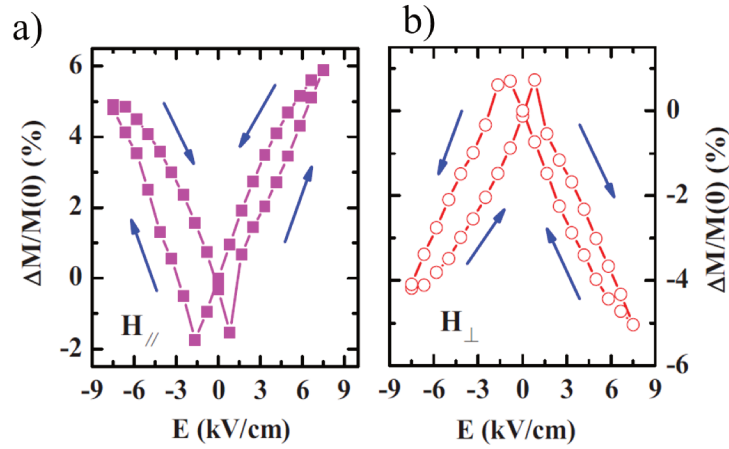 a)
ΔM/M(0) (%)
6
4
2
0
-2
H//
-9 -6 -3 0 3 6 9
E (kV/cm)
b)
H⊥
0
-2
-4
-6
ΔM/M(0) (%)
-9 -6 -3 0 3 6 9
E (kV/cm)